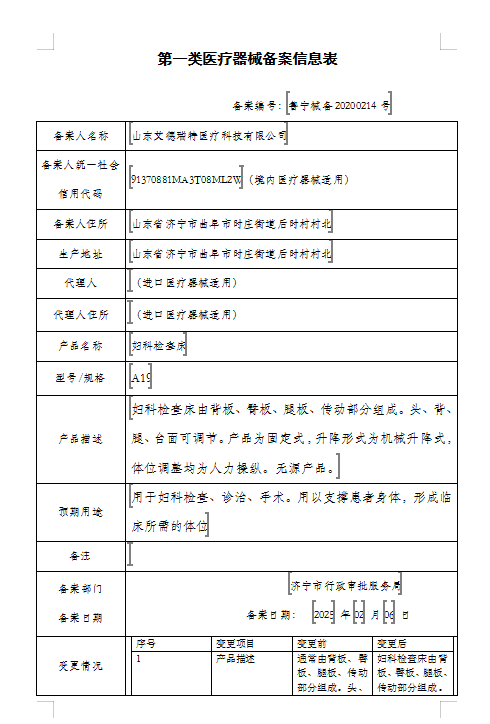 第一类医疗器械备案信息表
备案编号：鲁宁械备20200214 号
备案人名称 山东艾德瑞特医疗科技有限公司
备案人统一社会
信用代码 91370881MA3T08ML2W（境内医疗器械适用）
备案人住所 山东省济宁市曲阜市时庄街道后时村村北
生产地址 山东省济宁市曲阜市时庄街道后时村村北
代理人 （进口医疗器械适用）
代理人住所 （进口医疗器械适用）
产品名称 妇科检查床
型号/规格 A19
产品描述
妇科检查床由背板、臀板、腿板、传动部分组成。头、背、
腿、台面可调节。产品为固定式，升降形式为机械升降式，
体位调整均为人力操纵。无源产品。
预期用途
用于妇科检查、诊治、手术。用以支撑患者身体，形成临
床所需的体位
备注
备案部门 济宁市行政审批服务局
备案日期 备案日期： 2025 年 02 月 06 日
变更情况
序号 变更项目 变更前 变更后
1 产品描述 通常由背板、臀 妇科检查床由背
板、腿板、传动 板、臀板、腿板、
部分组成。头、 传动部分组成。